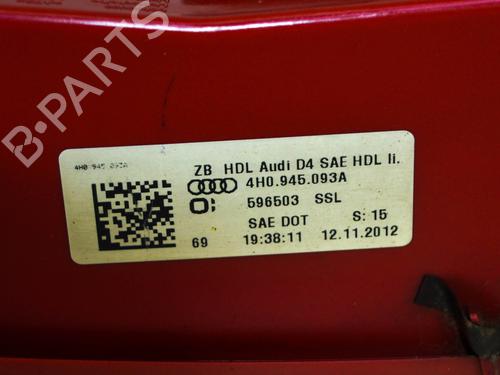 4H0 945 093A
ZB HDL Audi D4 SAE HDL li.
4H0.945.093A
596503 SSL
SAE DOT S: 15
69 19:38:11 12.11.2012